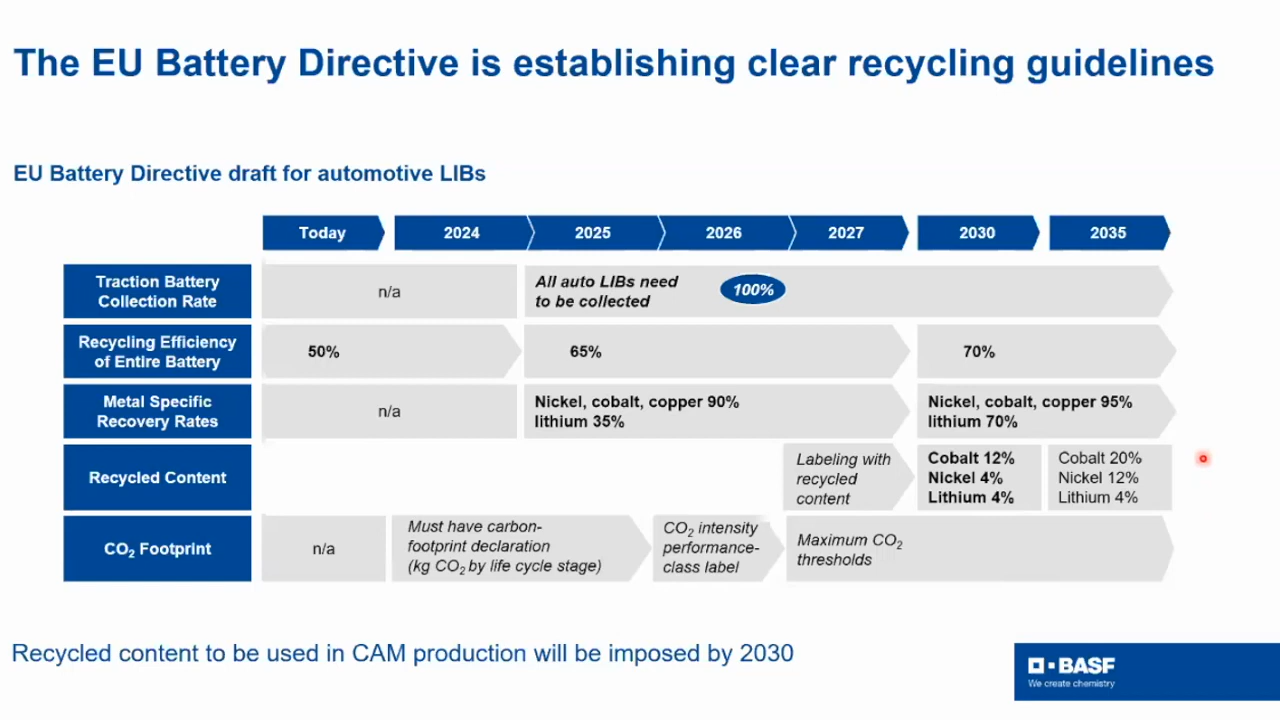 The EU Battery Directive is establishing clear recycling guidelines
EU Battery Directive draft for automotive LIBs
Today
2024
2025
2026
2027
2030
2035
Traction Battery
Collection Rate
n/a
All auto LIBs need
to be collected
100%
Recycling Efficiency
of Entire Battery
50%
65%
70%
Metal Specific
Recovery Rates
n/a
Nickel, cobalt, copper 90%
lithium 35%
Nickel, cobalt, copper 95%
lithium 70%
Recycled Content
Labeling with
recycled
content
Cobalt 12%
Nickel 4%
Lithium 4%
Cobalt 20%
Nickel 12%
Lithium 4%
CO₂ Footprint
n/a
Must have carbon-
footprint declaration
(kg CO₂ by life cycle stage)
CO₂ intensity
performance-
class label
Maximum CO₂
thresholds
Recycled content to be used in CAM production will be imposed by 2030
BASF
We create chemistry